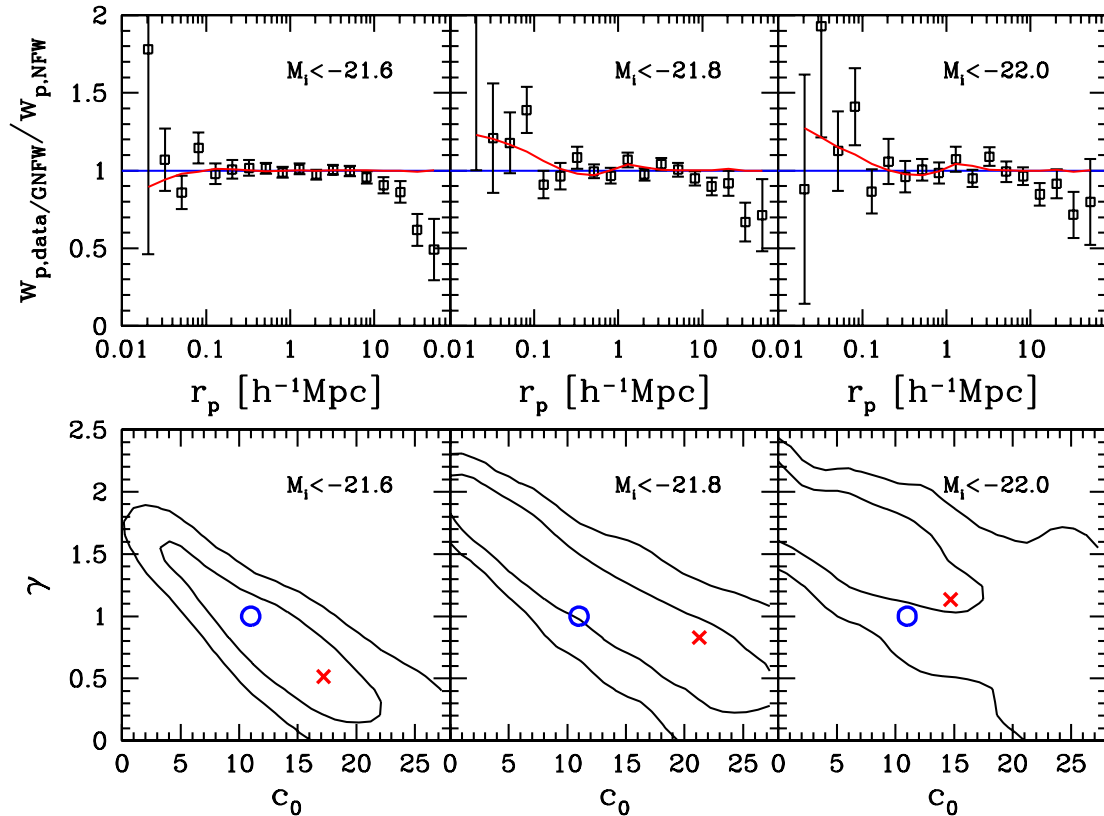 w_p,data/GNFW / w_p,NFW
2
1.5
1
0.5
0
M_i<-21.6
M_i<-21.8
M_i<-22.0
0.01 0.1 1 10 0.01 0.1 1 10 0.01 0.1 1 10
r_p [h⁻¹Mpc]
r_p [h⁻¹Mpc]
r_p [h⁻¹Mpc]
γ
2.5
2
1.5
1
0.5
0
M_i<-21.6
M_i<-21.8
M_i<-22.0
0 5 10 15 20 25 0 5 10 15 20 25 0 5 10 15 20 25
c_0
c_0
c_0